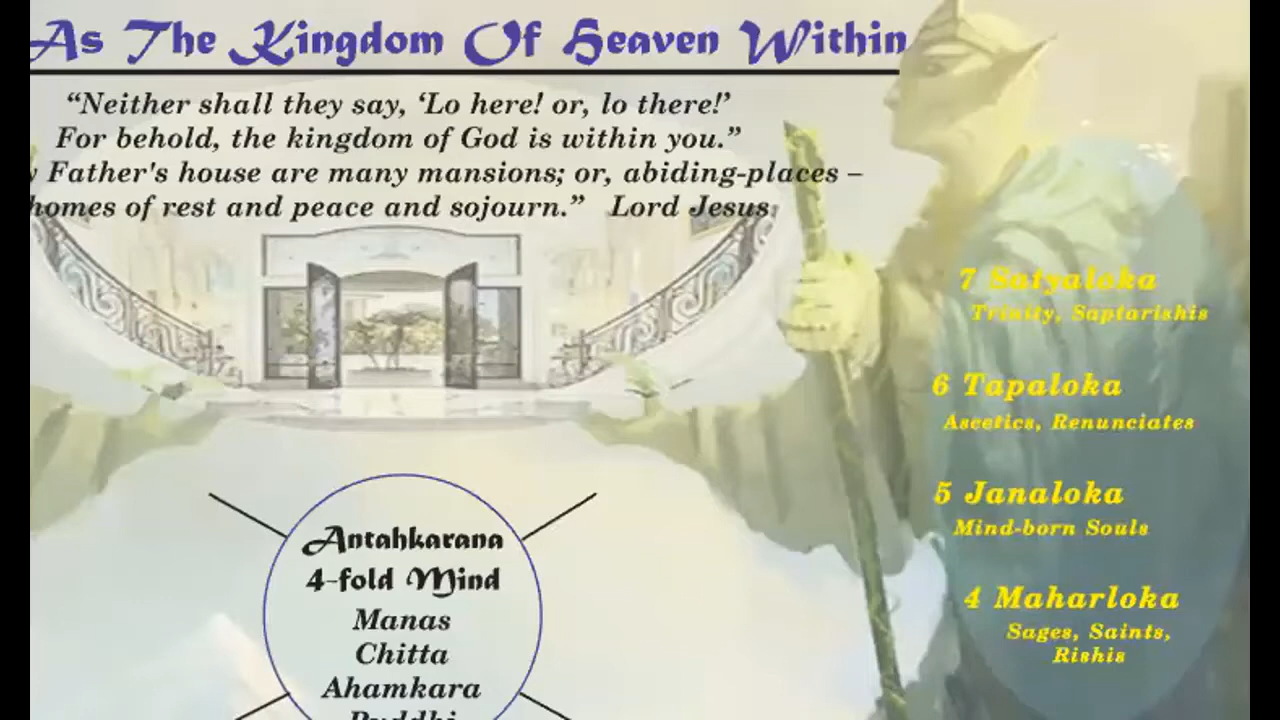 As The Kingdom Of Heaven Within
“Neither shall they say, ‘Lo here! or, lo there!’
For behold, the kingdom of God is within you.”
Father's house are many mansions; or, abiding-places –
homes of rest and peace and sojourn.” Lord Jesus
7 Satyaloka
Trinity, Saptarishis
6 Tapaloka
Ascetics, Renunciates
5 Janaloka
Mind-born Souls
4 Maharloka
Sages, Saints,
Rishis
Antahkarana
4-fold Mind
Manas
Chitta
Ahamkara